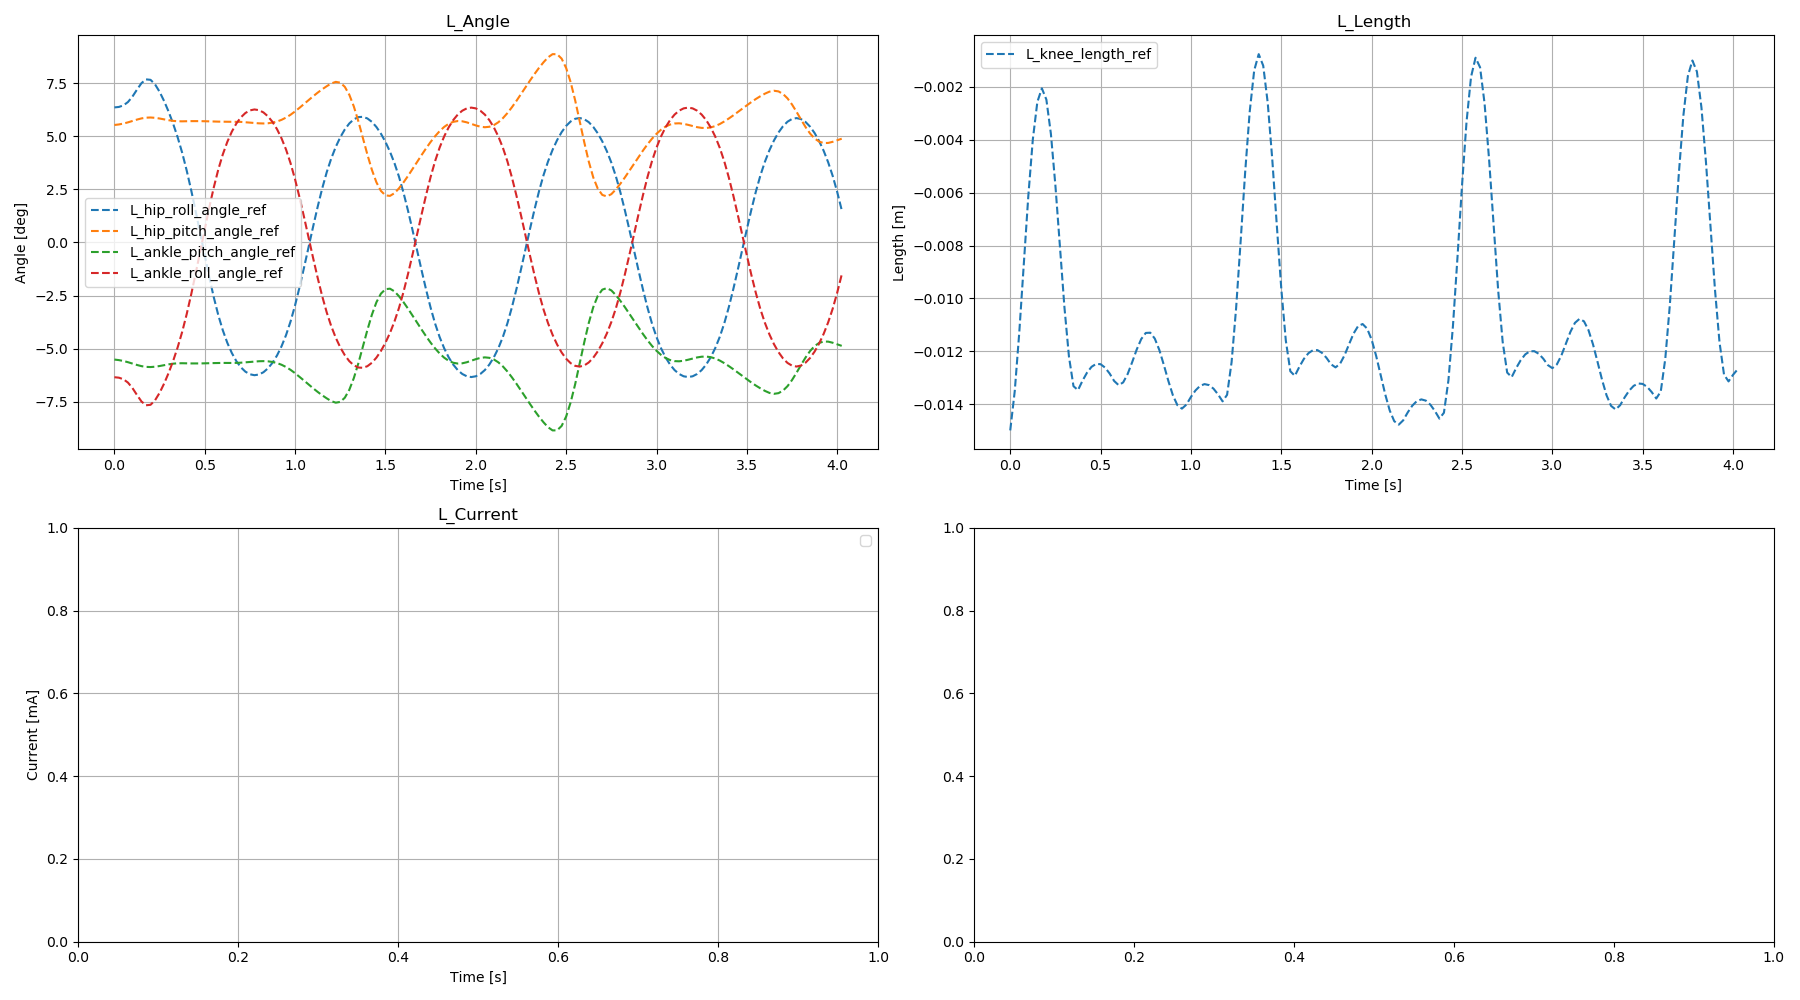 L_Angle
Angle [deg]
7.5
5.0
2.5
0.0
−2.5
−5.0
−7.5
L_hip_roll_angle_ref
L_hip_pitch_angle_ref
L_ankle_pitch_angle_ref
L_ankle_roll_angle_ref
0.0 0.5 1.0 1.5 2.0 2.5 3.0 3.5 4.0
Time [s]
L_Length
Length [m]
L_knee_length_ref
−0.002
−0.004
−0.006
−0.008
−0.010
−0.012
−0.014
0.0 0.5 1.0 1.5 2.0 2.5 3.0 3.5 4.0
Time [s]
L_Current
Current [mA]
1.0
0.8
0.6
0.4
0.2
0.0
0.0 0.2 0.4 0.6 0.8 1.0
Time [s]
1.0
0.8
0.6
0.4
0.2
0.0
0.0 0.2 0.4 0.6 0.8 1.0